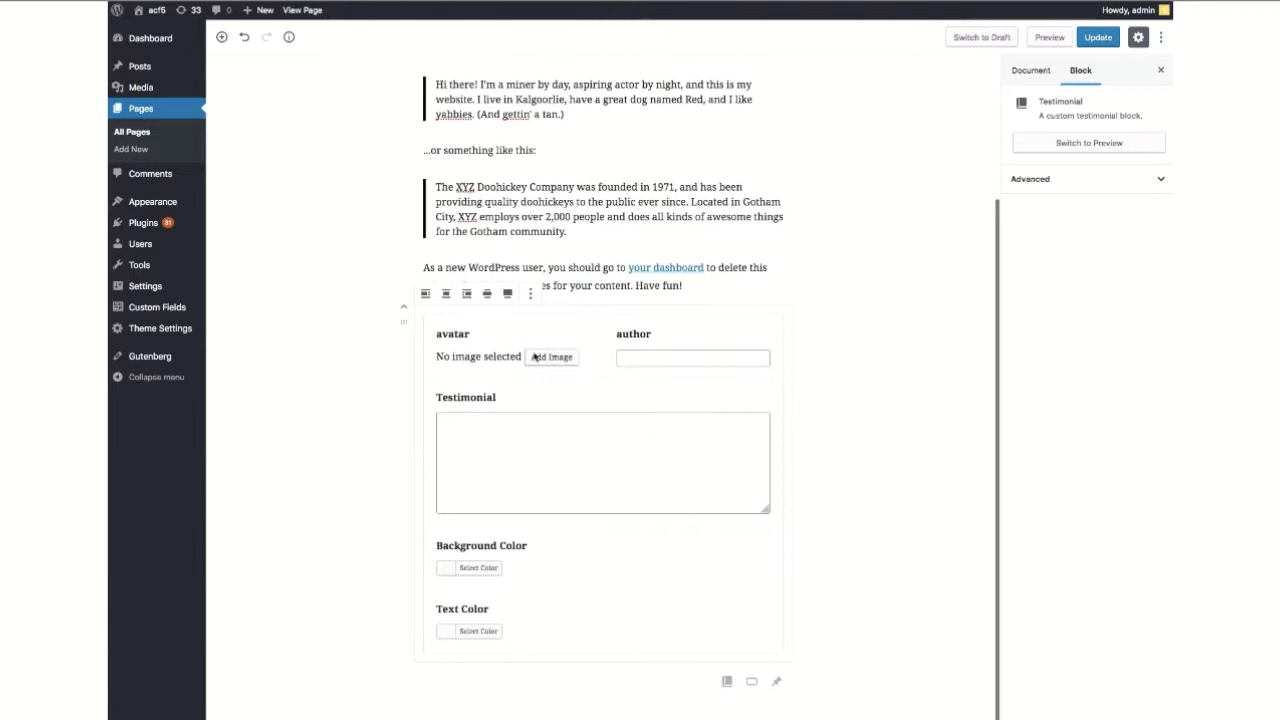 acf5 33 0 New View Page Howdy, admin
Dashboard
Posts
Media
Pages
All Pages
Add New
Comments
Appearance
Plugins 31
Users
Tools
Settings
Custom Fields
Theme Settings
Gutenberg
Collapse menu
Switch to Draft Preview Update
Hi there! I'm a miner by day, aspiring actor by night, and this is my
website. I live in Kalgoorlie, have a great dog named Red, and I like
yabbies. (And gettin' a tan.)
...or something like this:
The XYZ Doohickey Company was founded in 1971, and has been
providing quality doohickeys to the public ever since. Located in Gotham
City, XYZ employs over 2,000 people and does all kinds of awesome things
for the Gotham community.
As a new WordPress user, you should go to your dashboard to delete this
es for your content. Have fun!
avatar author
No image selected Add Image
Testimonial
Background Color
Select Color
Text Color
Select Color
Document Block
Testimonial
A custom testimonial block.
Switch to Preview
Advanced